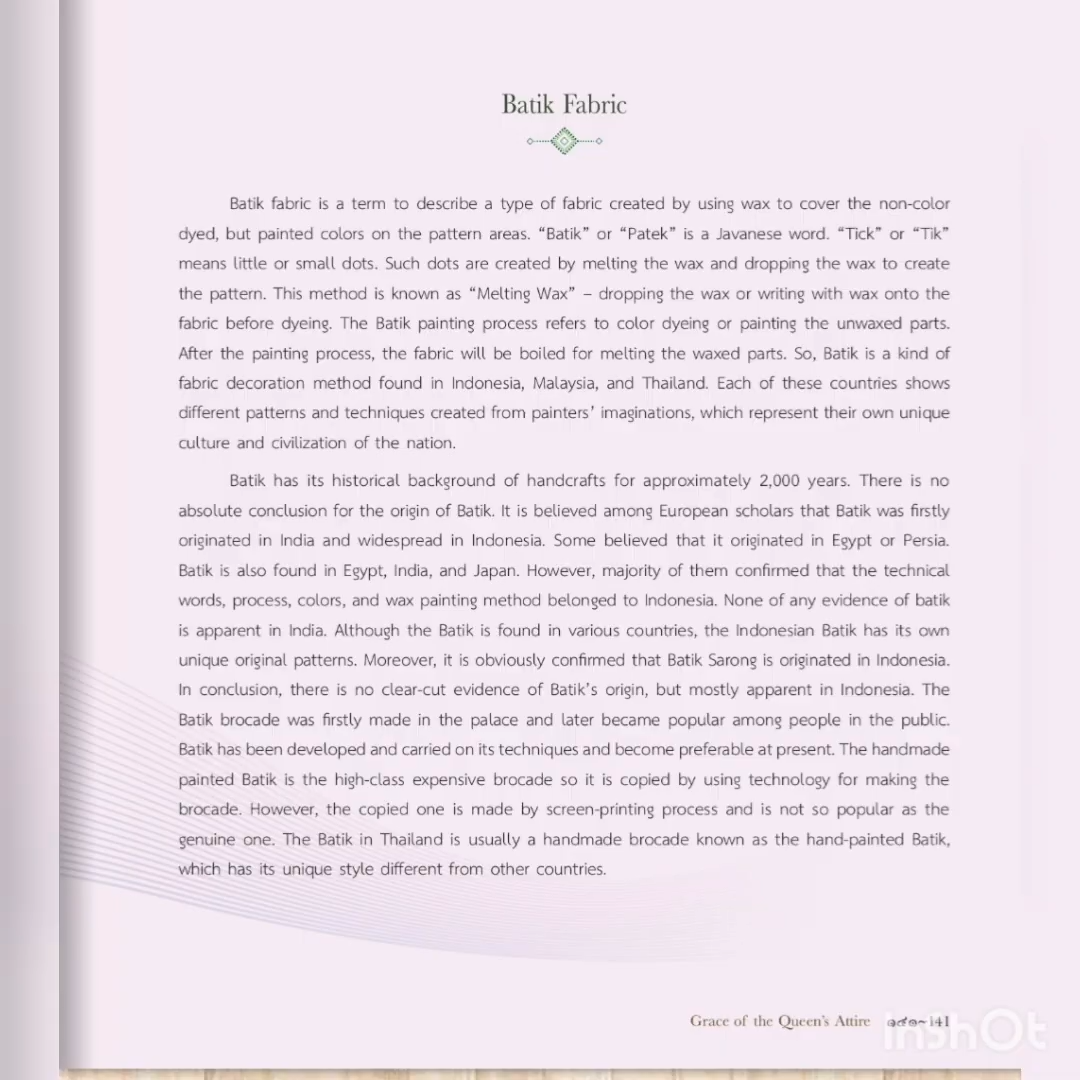 Batik Fabric
Batik fabric is a term to describe a type of fabric created by using wax to cover the non-color
dyed, but painted colors on the pattern areas. “Batik” or “Patek” is a Javanese word. “Tick” or “Tik”
means little or small dots. Such dots are created by melting the wax and dropping the wax to create
the pattern. This method is known as “Melting Wax” – dropping the wax or writing with wax onto the
fabric before dyeing. The Batik painting process refers to color dyeing or painting the unwaxed parts.
After the painting process, the fabric will be boiled for melting the waxed parts. So, Batik is a kind of
fabric decoration method found in Indonesia, Malaysia, and Thailand. Each of these countries shows
different patterns and techniques created from painters’ imaginations, which represent their own unique
culture and civilization of the nation.
Batik has its historical background of handcrafts for approximately 2,000 years. There is no
absolute conclusion for the origin of Batik. It is believed among European scholars that Batik was firstly
originated in India and widespread in Indonesia. Some believed that it originated in Egypt or Persia.
Batik is also found in Egypt, India, and Japan. However, majority of them confirmed that the technical
words, process, colors, and wax painting method belonged to Indonesia. None of any evidence of batik
is apparent in India. Although the Batik is found in various countries, the Indonesian Batik has its own
unique original patterns. Moreover, it is obviously confirmed that Batik Sarong is originated in Indonesia.
In conclusion, there is no clear-cut evidence of Batik’s origin, but mostly apparent in Indonesia. The
Batik brocade was firstly made in the palace and later became popular among people in the public.
Batik has been developed and carried on its techniques and become preferable at present. The handmade
painted Batik is the high-class expensive brocade so it is copied by using technology for making the
brocade. However, the copied one is made by screen-printing process and is not so popular as the
genuine one. The Batik in Thailand is usually a handmade brocade known as the hand-painted Batik,
which has its unique style different from other countries.
Grace of the Queen’s Attire ๑๔๑~141
InShOt